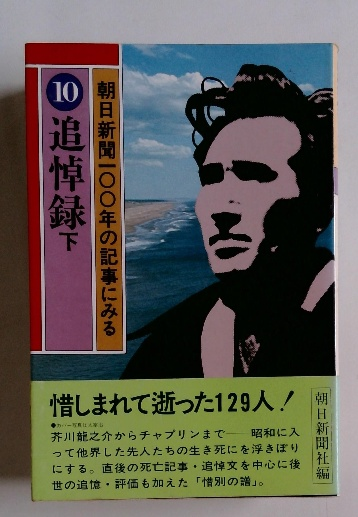 朝日新聞一〇〇年の記事にみる
10
追悼録
下
惜しまれて逝った129人!
芥川龍之介からチャプリンまで――昭和に入
って他界した先人たちの生き死にを浮きぼり
にする。直後の死亡記事・追悼文を中心に後
世の追憶・評価も加えた「惜別の譜」。
朝日新聞社編